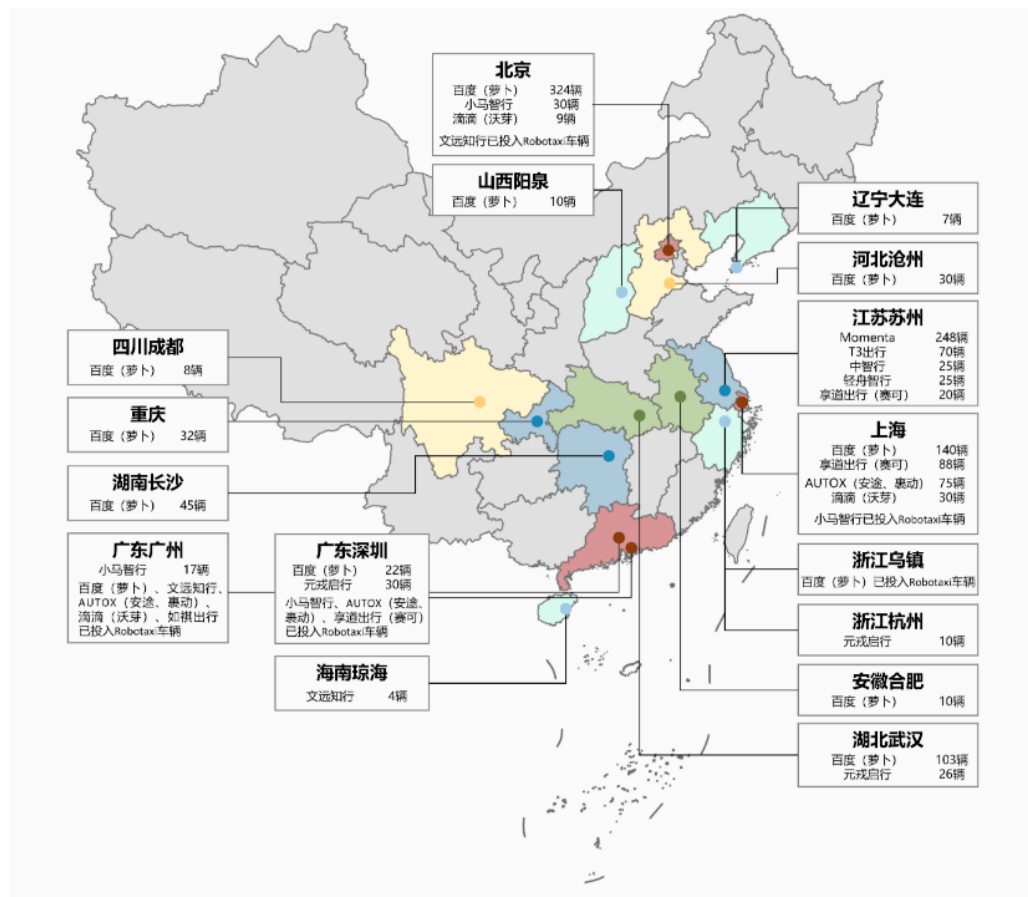 北京
百度（萝卜） 324辆
小马智行 30辆
滴滴（沃芽） 9辆
文远知行已投入Robotaxi车辆
山西阳泉
百度（萝卜） 10辆
辽宁大连
百度（萝卜） 7辆
河北沧州
百度（萝卜） 30辆
江苏苏州
Momenta 248辆
T3出行 70辆
中智行 25辆
轻舟智行 25辆
享道出行（赛可） 20辆
四川成都
百度（萝卜） 8辆
重庆
百度（萝卜） 32辆
湖南长沙
百度（萝卜） 45辆
上海
百度（萝卜） 140辆
享道出行（赛可） 88辆
AUTOX（安途、裹动） 75辆
滴滴（沃芽） 30辆
小马智行已投入Robotaxi车辆
广东广州
小马智行 17辆
百度（萝卜）、文远知行、
AUTOX（安途、裹动）、
滴滴（沃芽）、如祺出行
已投入Robotaxi车辆
广东深圳
百度（萝卜） 22辆
元戎启行 30辆
小马智行、AUTOX（安途、
裹动）、享道出行（赛可）
已投入Robotaxi车辆
浙江乌镇
百度（萝卜）已投入Robotaxi车辆
浙江杭州
元戎启行 10辆
海南琼海
文远知行 4辆
安徽合肥
百度（萝卜） 10辆
湖北武汉
百度（萝卜） 103辆
元戎启行 26辆